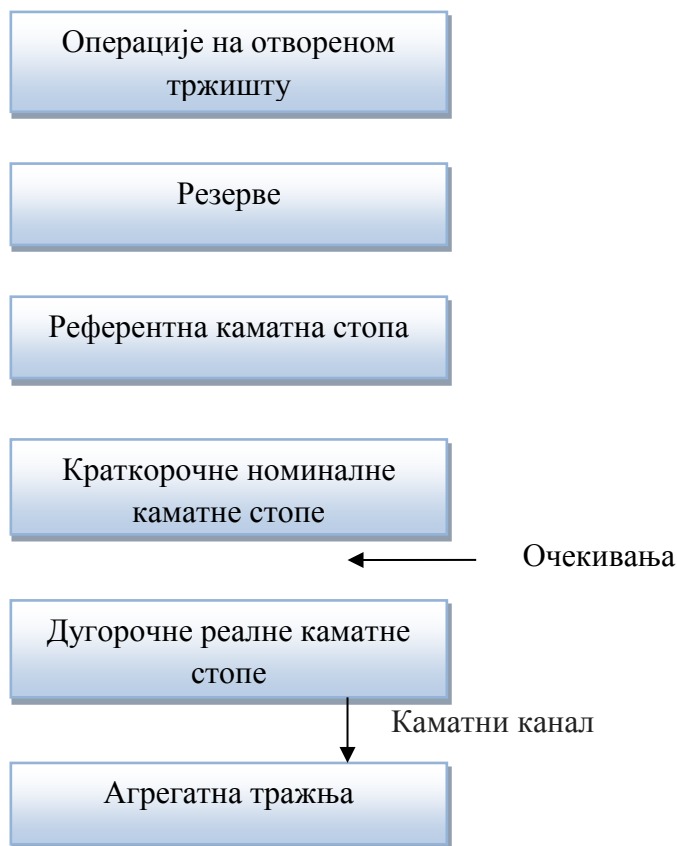 Операције на отвореном
тржишту
Резерве
Референтна каматна стопа
Краткорочне номиналне
каматне стопе
Очекивања
Дугорочне реалне каматне
стопе
Каматни канал
Агрегатна тражња